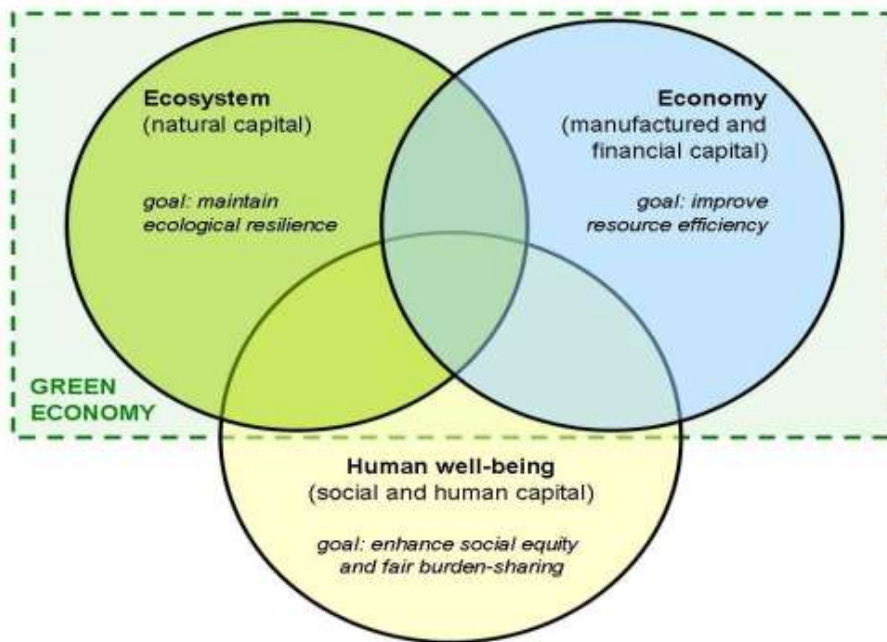 Ecosystem
(natural capital)
goal: maintain
ecological resilience
Economy
(manufactured and
financial capital)
goal: improve
resource efficiency
GREEN
ECONOMY
Human well-being
(social and human capital)
goal: enhance social equity
and fair burden-sharing